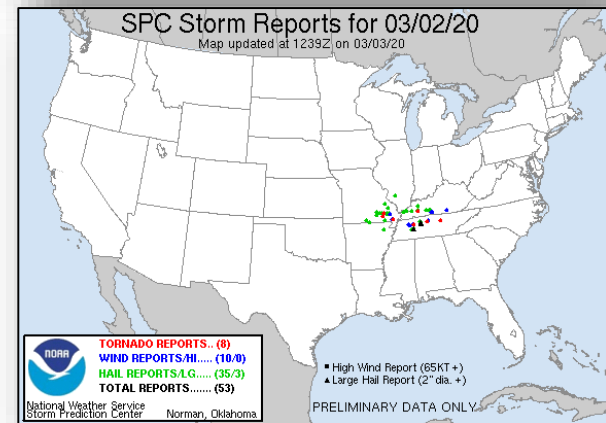 SPC Storm Reports for 03/02/20
Map updated at 1239Z on 03/03/20
TORNADO REPORTS.. (8)
WIND REPORTS/HI..... (10/0)
HAIL REPORTS/LG..... (35/3)
TOTAL REPORTS....... (53)
NOAA
National Weather Service
Storm Prediction Center Norman, Oklahoma
High Wind Report (65KT +)
Large Hail Report (2" dia. +)
PRELIMINARY DATA ONLY